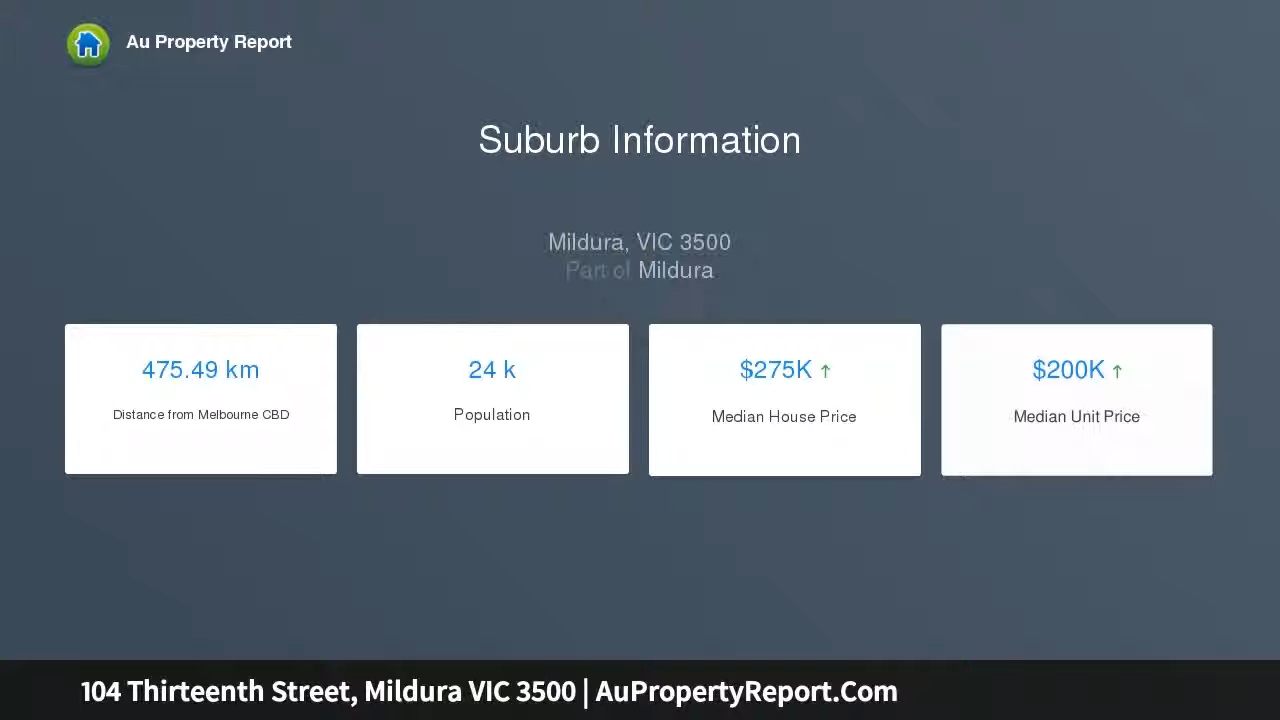 Au Property Report
Suburb Information
Mildura, VIC 3500
Part of Mildura
475.49 km
Distance from Melbourne CBD
24 k
Population
$275K ↑
Median House Price
$200K ↑
Median Unit Price
104 Thirteenth Street, Mildura VIC 3500 | AuPropertyReport.Com